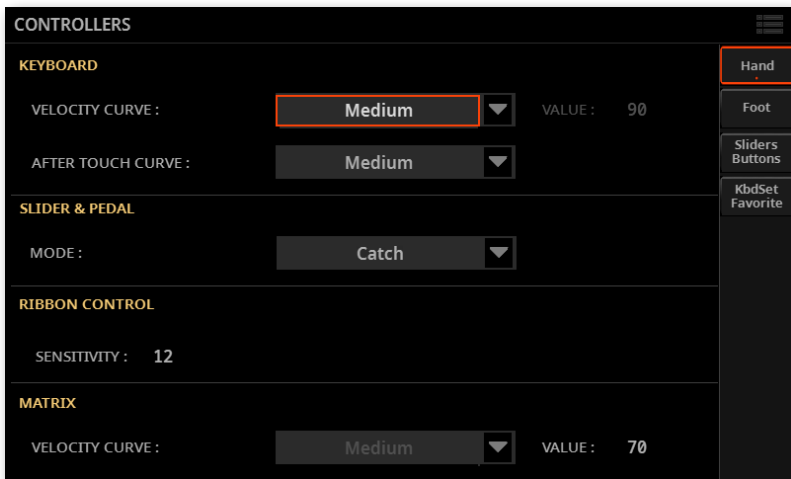 CONTROLLERS
KEYBOARD
VELOCITY CURVE : Medium VALUE : 90
AFTER TOUCH CURVE : Medium
SLIDER & PEDAL
MODE : Catch
RIBBON CONTROL
SENSITIVITY : 12
MATRIX
VELOCITY CURVE : Medium VALUE : 70
Hand
Foot
Sliders
Buttons
KbdSet
Favorite